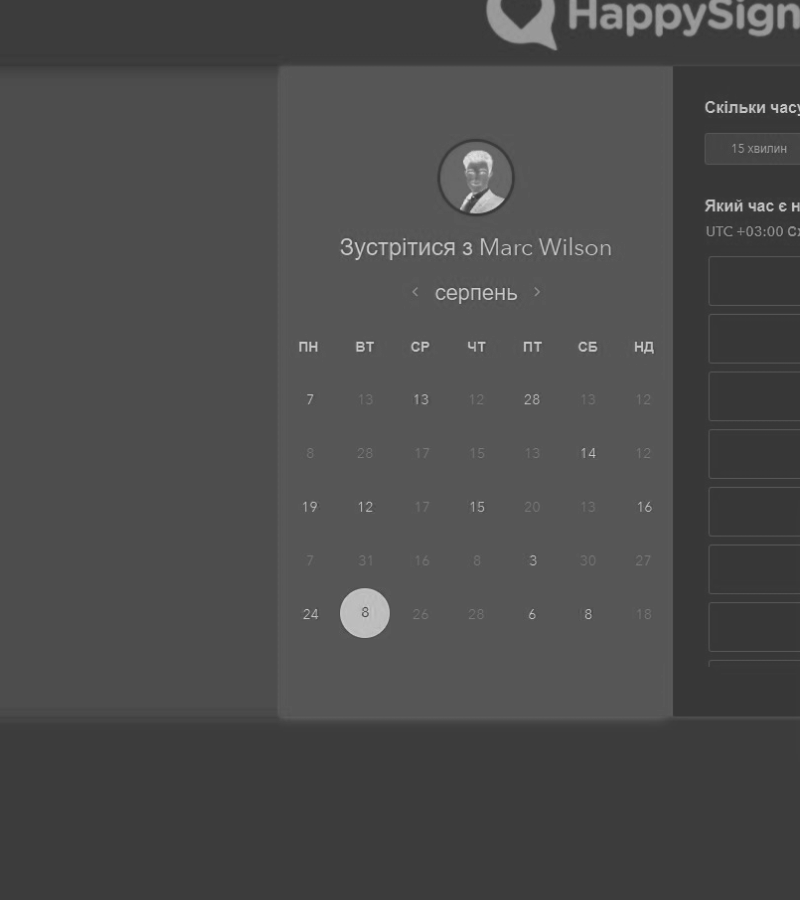 HappySign
Зустрітися з Marc Wilson
серпень
ПН ВТ СР ЧТ ПТ СБ НД
7 13 13 12 28 13 12
8 28 17 15 13 14 12
19 12 17 15 20 13 16
7 31 16 8 3 30 27
24 8 26 28 6 8 18
Скільки часу
15 хвилин
Який час є
UTC +03:00